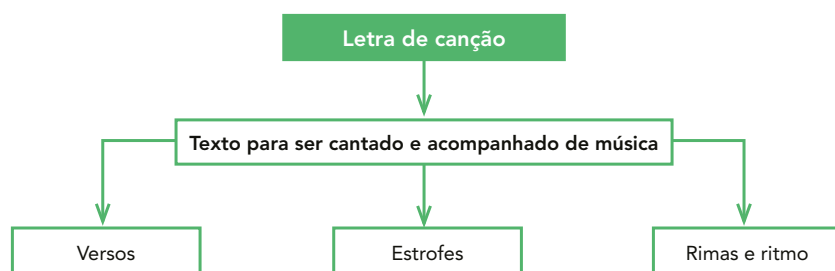 Letra de canção
Texto para ser cantado e acompanhado de música
Versos
Estrofes
Rimas e ritmo